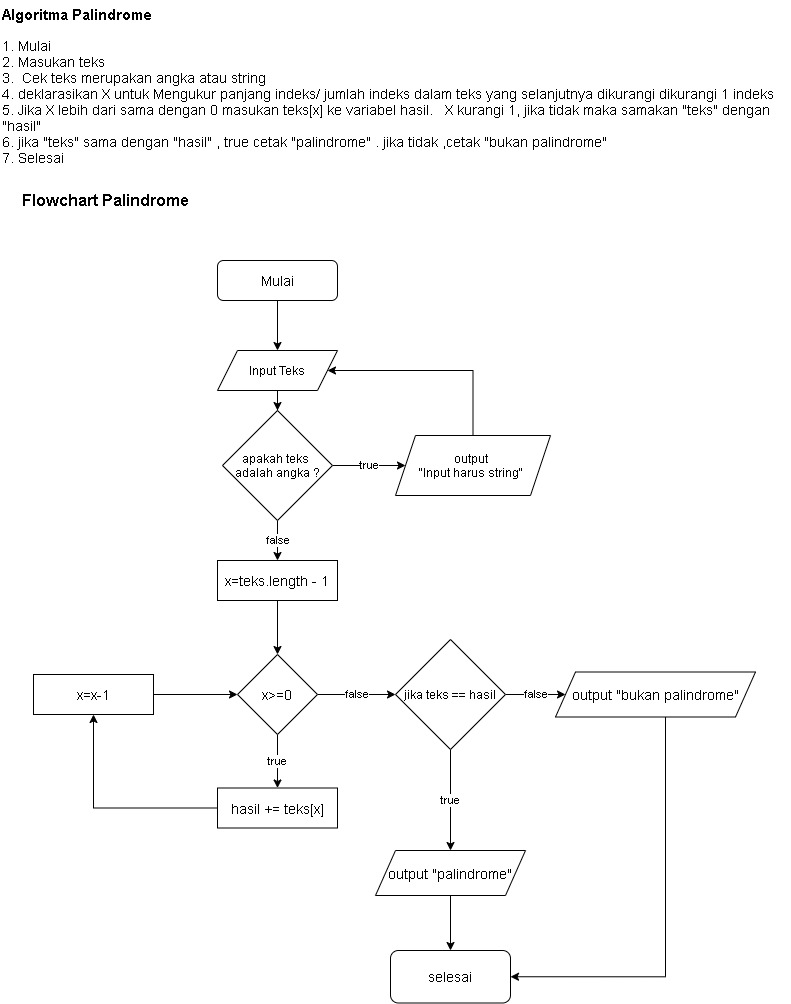 Algoritma Palindrome
1. Mulai
2. Masukan teks
3. Cek teks merupakan angka atau string
4. deklarasikan X untuk Mengukur panjang indeks/ jumlah indeks dalam teks yang selanjutnya dikurangi dikurangi 1 indeks
5. Jika X lebih dari sama dengan 0 masukan teks[x] ke variabel hasil. X kurangi 1, jika tidak maka samakan "teks" dengan
"hasil"
6. jika "teks" sama dengan "hasil" , true cetak "palindrome" . jika tidak ,cetak "bukan palindrome"
7. Selesai
Flowchart Palindrome
Mulai
Input Teks
apakah teks
adalah angka ?
true
output
"Input harus string"
false
x=teks.length - 1
x=x-1
x>=0
false
jika teks == hasil
false
output "bukan palindrome"
true
hasil += teks[x]
true
output "palindrome"
selesai